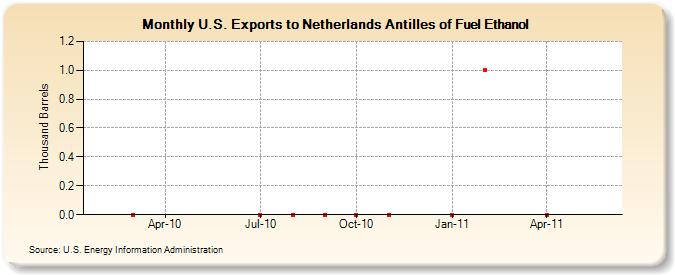 Monthly U.S. Exports to Netherlands Antilles of Fuel Ethanol
Thousand Barrels
1.2
1.0
0.8
0.6
0.4
0.2
0.0
Apr-10 Jul-10 Oct-10 Jan-11 Apr-11
Source: U.S. Energy Information Administration